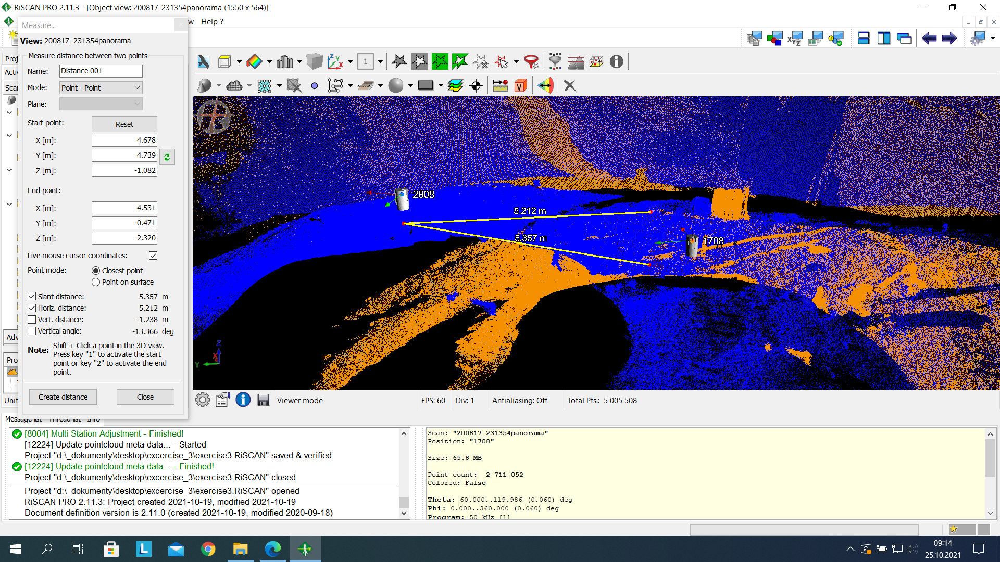 RiSCAN PRO 2.11.3 - [Object view: 200817_231354panorama (1550 x 564)]
w Help ?
Measure...
View: 200817_231354panorama
Measure distance between two points
Name: Distance 001
Mode: Point - Point
Plane:
Start point: Reset
X [m]: 4.678
Y [m]: 4.739
Z [m]: -1.082
End point:
X [m]: 4.531
Y [m]: -0.471
Z [m]: -2.320
Live mouse cursor coordinates:
Point mode: Closest point
Point on surface
Slant distance: 5.357 m
Horiz. distance: 5.212 m
Vert. distance: -1.238 m
Vertical angle: -13.366 deg
Note: Shift + Click a point in the 3D view.
Press key "1" to activate the start
point or key "2" to activate the end
point.
Create distance Close
Proj
Activ
Scan
Adv
Pro
Unit
XYZ
Z
Y
X
1
V
2808
5.212 m
5.357 m
1708
Z
X
Y
Viewer mode FPS: 60 Div: 1 Antialiasing: Off Total Pts.: 5 005 508
Message list Thread list Info
[8004] Multi Station Adjustment - Finished!
[12224] Update pointcloud meta data... - Started
Project "d:\_dokumenty\desktop\excercise_3\exercise3.RiSCAN" saved & verified
[12224] Update pointcloud meta data... - Finished!
Project "d:\_dokumenty\desktop\excercise_3\exercise3.RiSCAN" closed
Project "d:\_dokumenty\desktop\excercise_3\exercise3.RiSCAN" opened
RiSCAN PRO 2.11.3: Project created 2021-10-19, modified 2021-10-19
Document definition version is 2.11.0 (created 2021-10-19, modified 2020-09-18)
Scan: "200817_231354panorama"
Position: "1708"
Size: 65.8 MB
Point count: 2 711 052
Colored: False
Theta: 60.000..119.986 (0.060) deg
Phi: 0.000..360.000 (0.060) deg
Program: 50 kHz [1]
L
09:14
25.10.2021